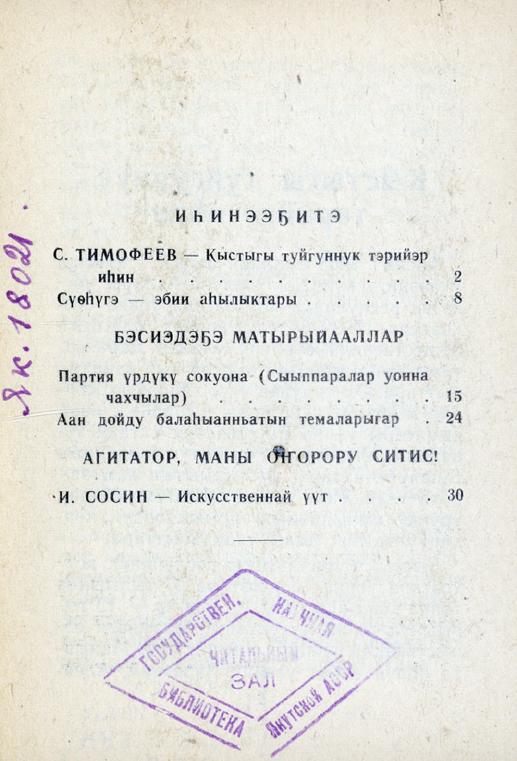 ИҺИНЭЭҔИТЭ
С. ТИМОФЕЕВ — Кыстыгы туйгуннук тэрийэр
иһин . . . . . . . . . . . 2
Сүөһүгэ — эбии аһылыктары . . . . . 8
БЭСИЭДЭҔЭ МАТЫРЫЙААЛЛАР
Партия үрдүкү сокуона (Сыыппаралар уонна
чахчылар) . . . . . . . . 15
Аан дойду балаһыанньатын темаларыгар . 24
АГИТАТОР, МАНЫ ОҤОРОРУ СИТИС!
И. СОСИН — Искусственнай үүт . . . . 30
Як. 18021.
ГОСУДАРСТВЕН. НАУЧНАЯ
ЧИТАЛЬНЫЙ
ЗАЛ
БИБЛИОТЕКА Якутской АССР